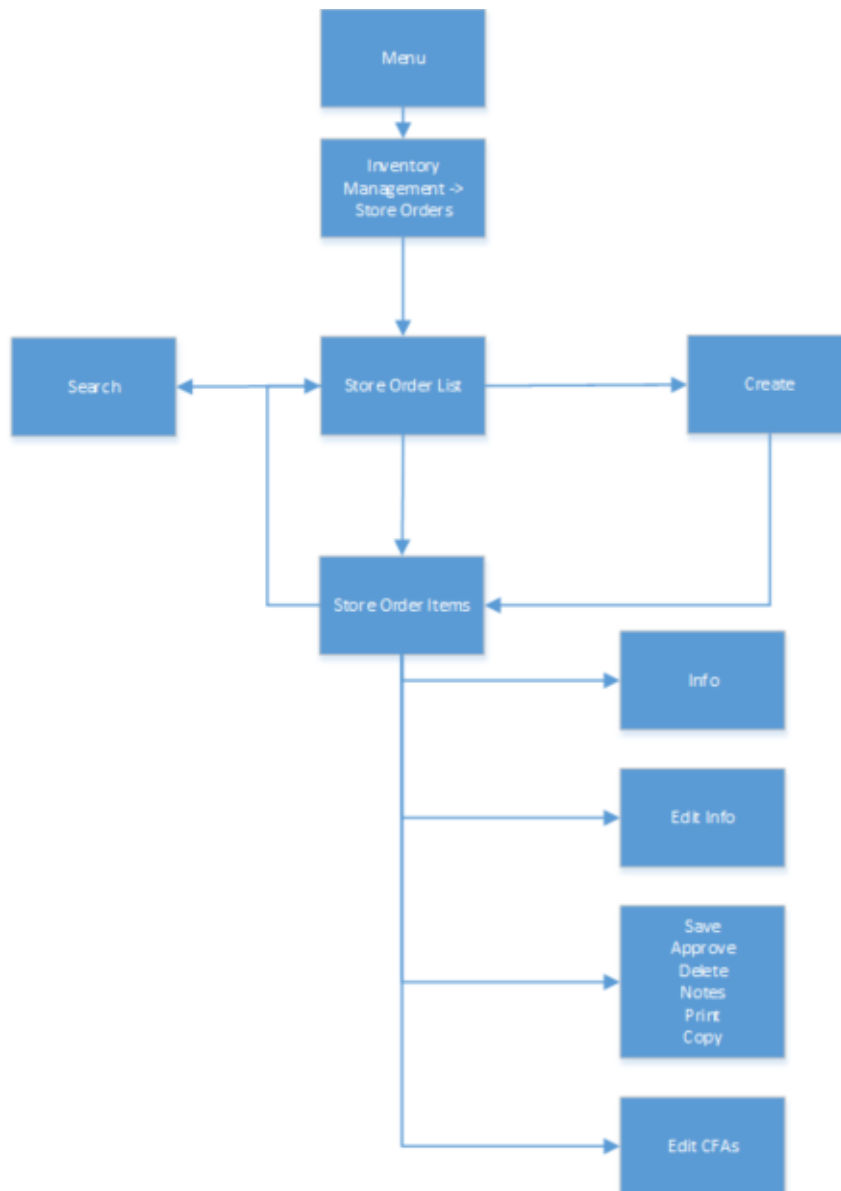 Menu
Inventory
Management ->
Store Orders
Search
Store Order List
Create
Store Order Items
Info
Edit Info
Save
Approve
Delete
Notes
Print
Copy
Edit CFAs